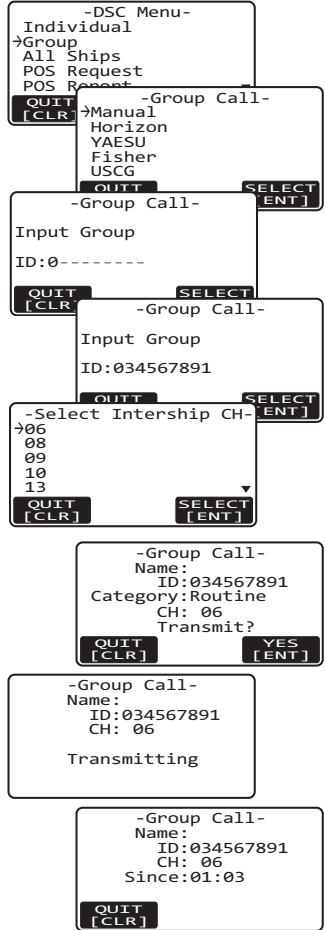 -DSC Menu-
Individual
→Group
All Ships
POS Request
POS Report
QUIT
[CLR]
-Group Call-
→Manual
Horizon
YAESU
Fisher
USCG
QUIT SELECT
[ENT]
-Group Call-
Input Group
ID:0--------
QUIT SELECT
[CLR
-Group Call-
Input Group
ID:034567891
QUIT SELECT
[ENT]
-Select Intership CH-
→06
08
09
10
13
QUIT SELECT
[CLR] [ENT]
-Group Call-
Name:
ID:034567891
Category:Routine
CH: 06
Transmit?
QUIT YES
[CLR] [ENT]
-Group Call-
Name:
ID:034567891
CH: 06
Transmitting
-Group Call-
Name:
ID:034567891
CH: 06
Since:01:03
QUIT
[CLR]